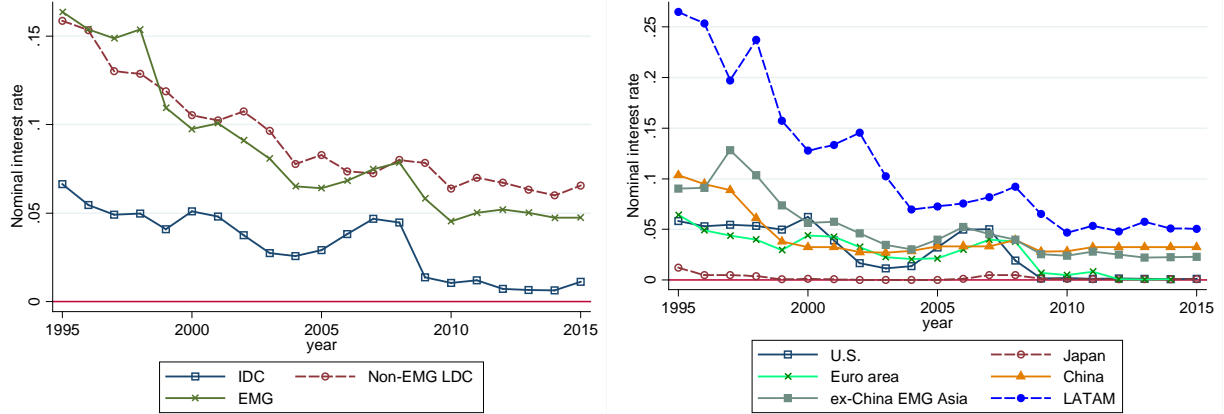 Nominal interest rate
.15
.1
.05
0
1995 2000 2005 2010 2015
year
IDC Non-EMG LDC
EMG
Nominal interest rate
.25
.2
.15
.1
.05
0
1995 2000 2005 2010 2015
year
U.S. Japan
Euro area China
ex-China EMG Asia LATAM